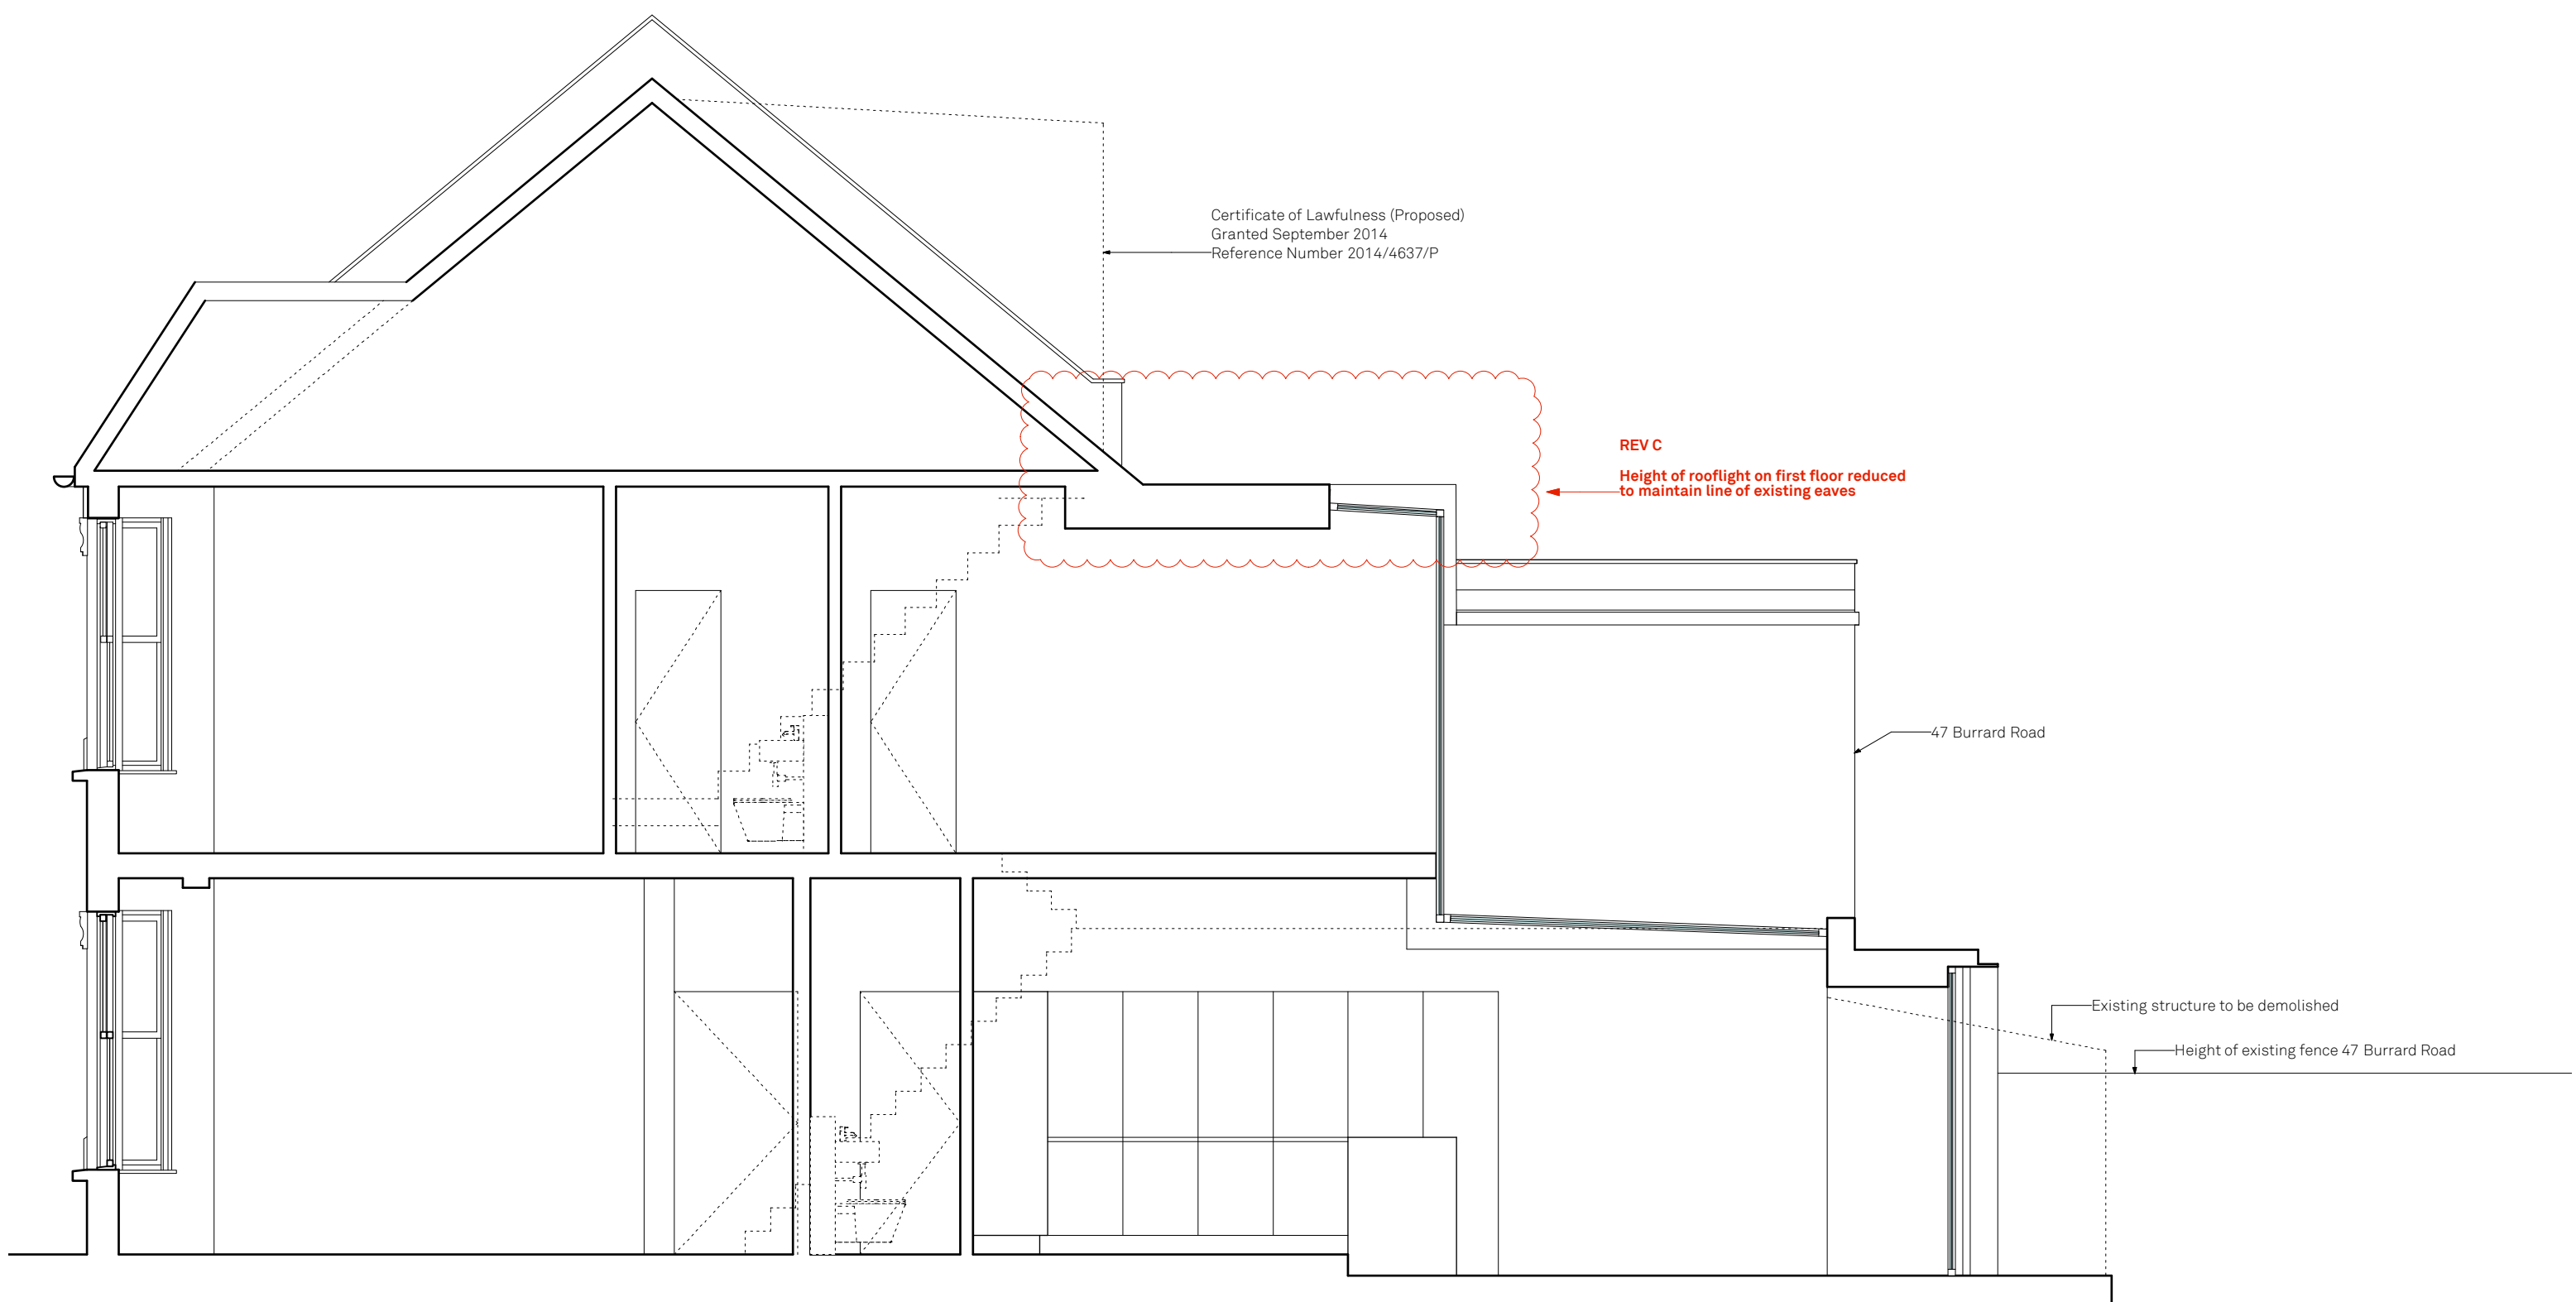 Certificate of Lawfulness (Proposed)
Granted September 2014
Reference Number 2014/4637/P
REV C
Height of rooflight on first floor reduced
to maintain line of existing eaves
47 Burrard Road
Existing structure to be demolished
Height of existing fence 47 Burrard Road